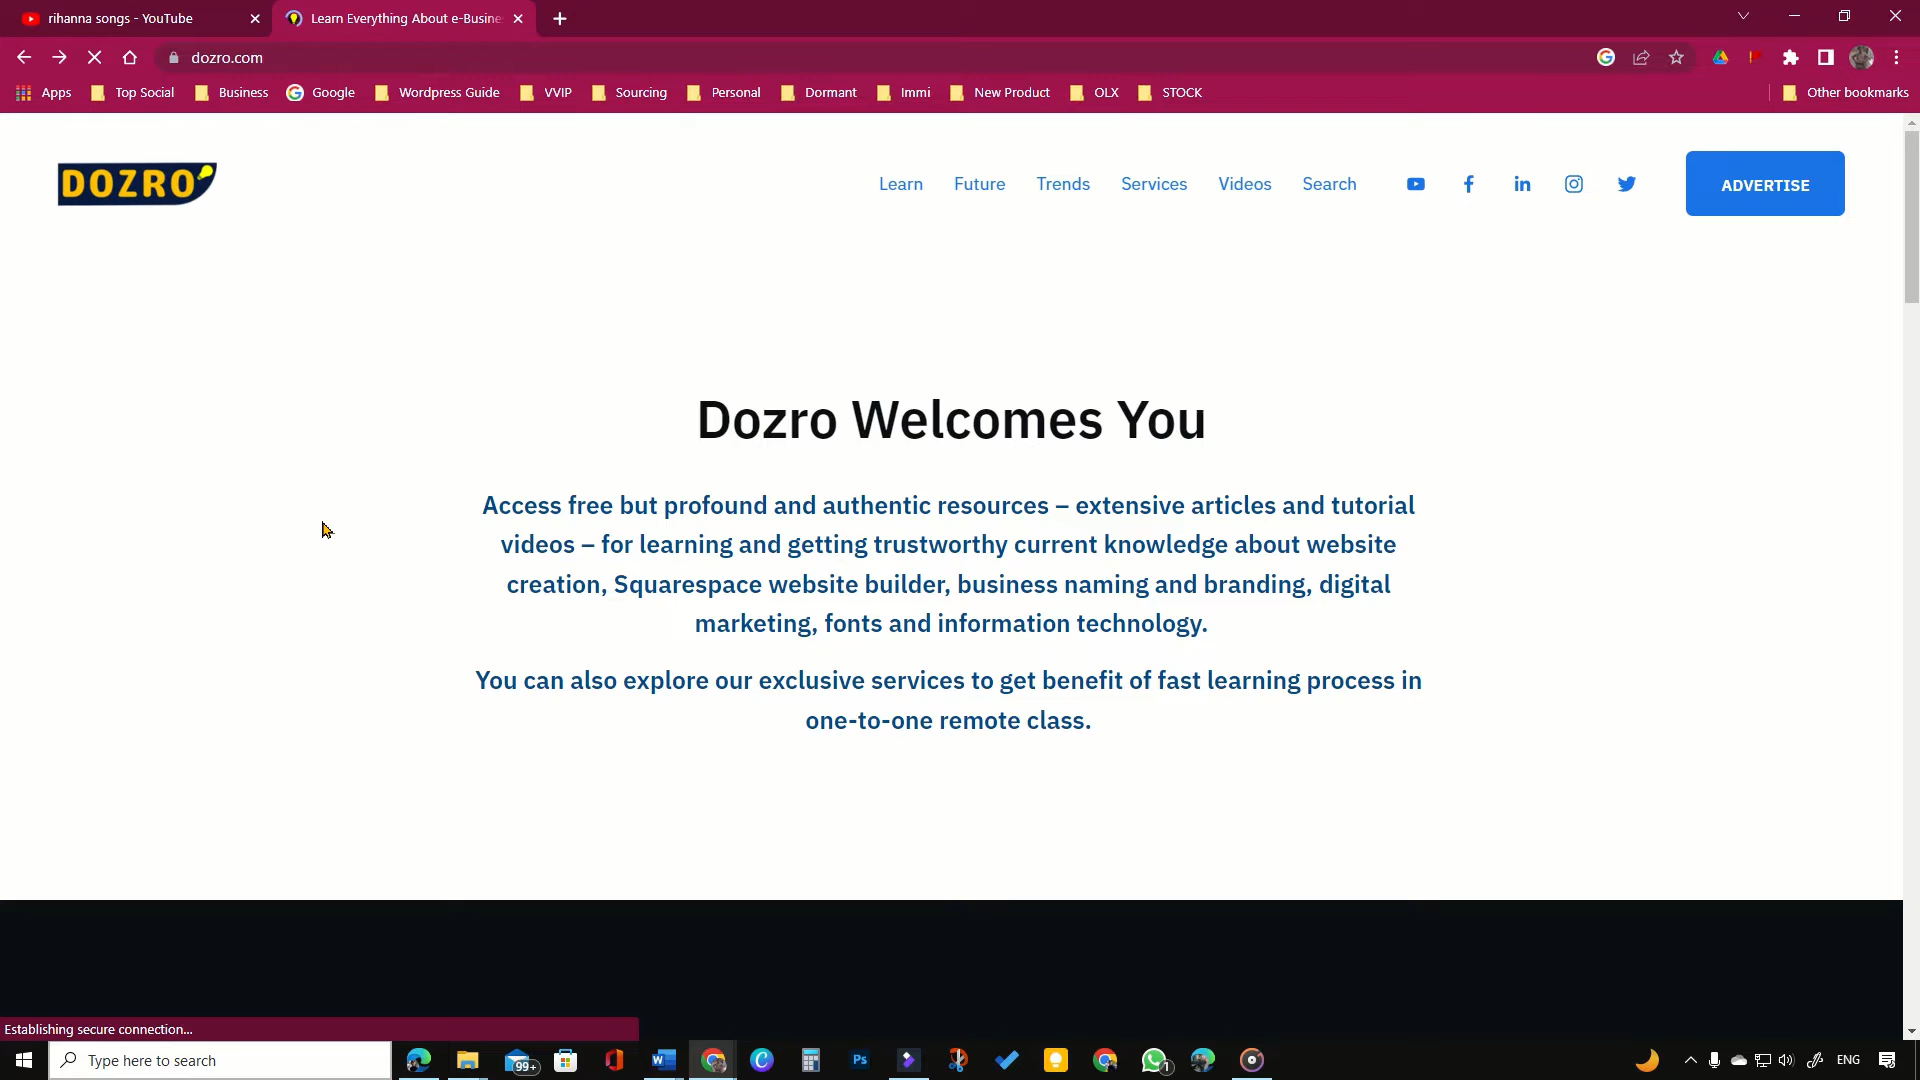 rihanna songs - YouTube
Learn Everything About e-Busine
dozro.com
Apps
Top Social
Business
Google
Wordpress Guide
VVIP
Sourcing
Personal
Dormant
Immi
New Product
OLX
STOCK
Other bookmarks
DOZRO
Learn
Future
Trends
Services
Videos
Search
ADVERTISE
Dozro Welcomes You
Access free but profound and authentic resources – extensive articles and tutorial
videos – for learning and getting trustworthy current knowledge about website
creation, Squarespace website builder, business naming and branding, digital
marketing, fonts and information technology.
You can also explore our exclusive services to get benefit of fast learning process in
one-to-one remote class.
Establishing secure connection...
Type here to search
99+
Ps
1
ENG